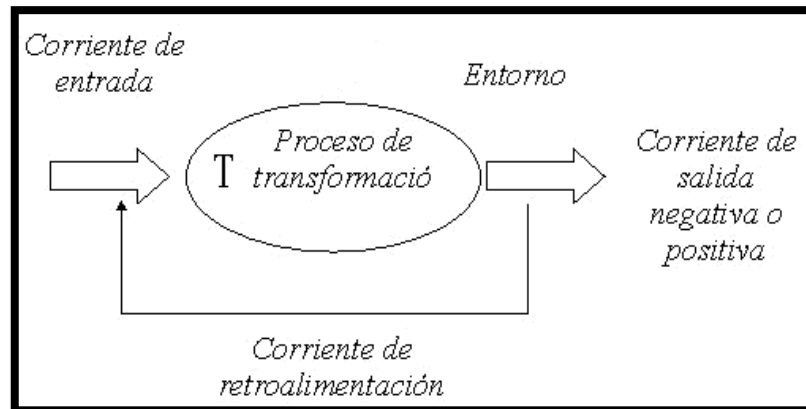 Corriente de
entrada
Entorno
T
Proceso de
transformació
Corriente de
salida
negativa o
positiva
Corriente de
retroalimentación